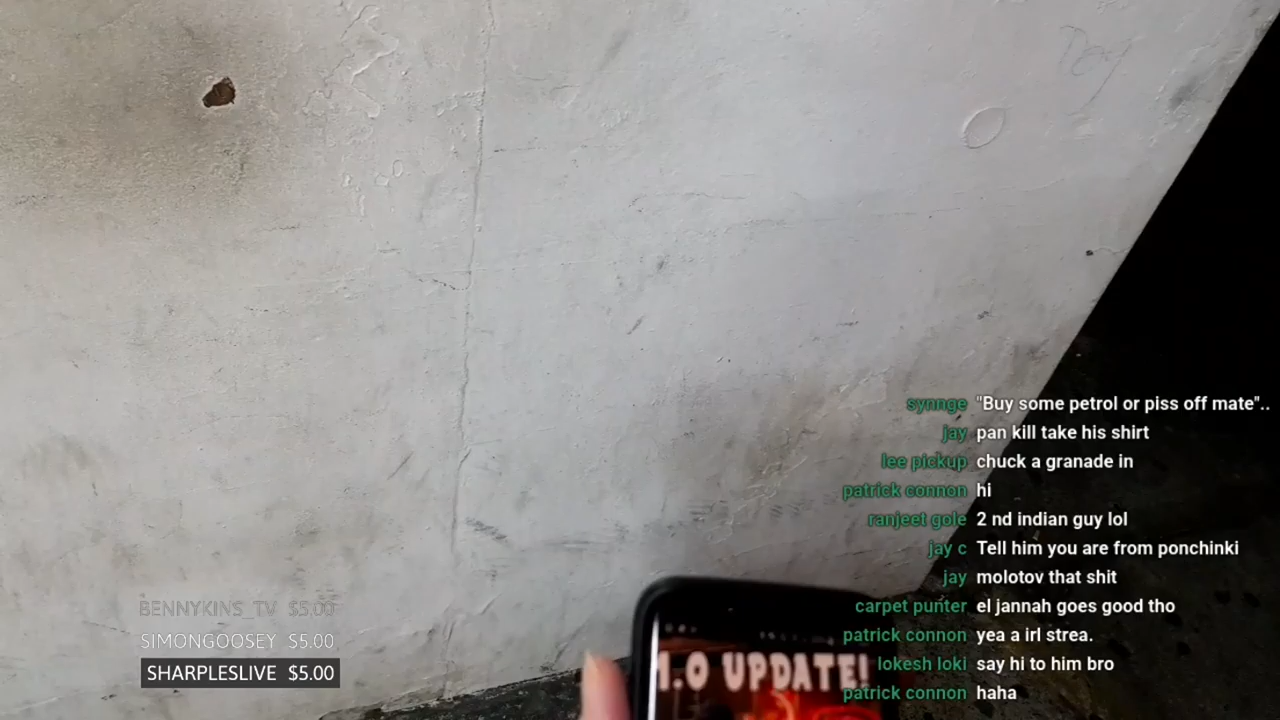 synnge "Buy some petrol or piss off mate"..
jay pan kill take his shirt
lee pickup chuck a granade in
patrick connon hi
ranjeet gole 2 nd indian guy lol
jay c Tell him you are from ponchinki
jay molotov that shit
carpet punter el jannah goes good tho
patrick connon yea a irl strea.
lokesh loki say hi to him bro
patrick connon haha
BENNYKINS_TV $5.00
SIMONGOOSEY $5.00
SHARPLESLIVE $5.00
1.0 UPDATE!